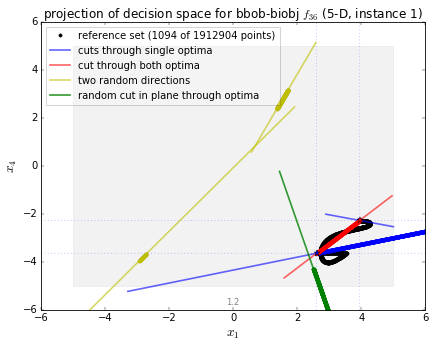 projection of decision space for bbob-biobj f36 (5-D, instance 1)
reference set (1094 of 1912904 points)
cuts through single optima
cut through both optima
two random directions
random cut in plane through optima
6
4
2
0
−2
−4
−6
x4
1.2
−6 −4 −2 0 2 4 6
x1